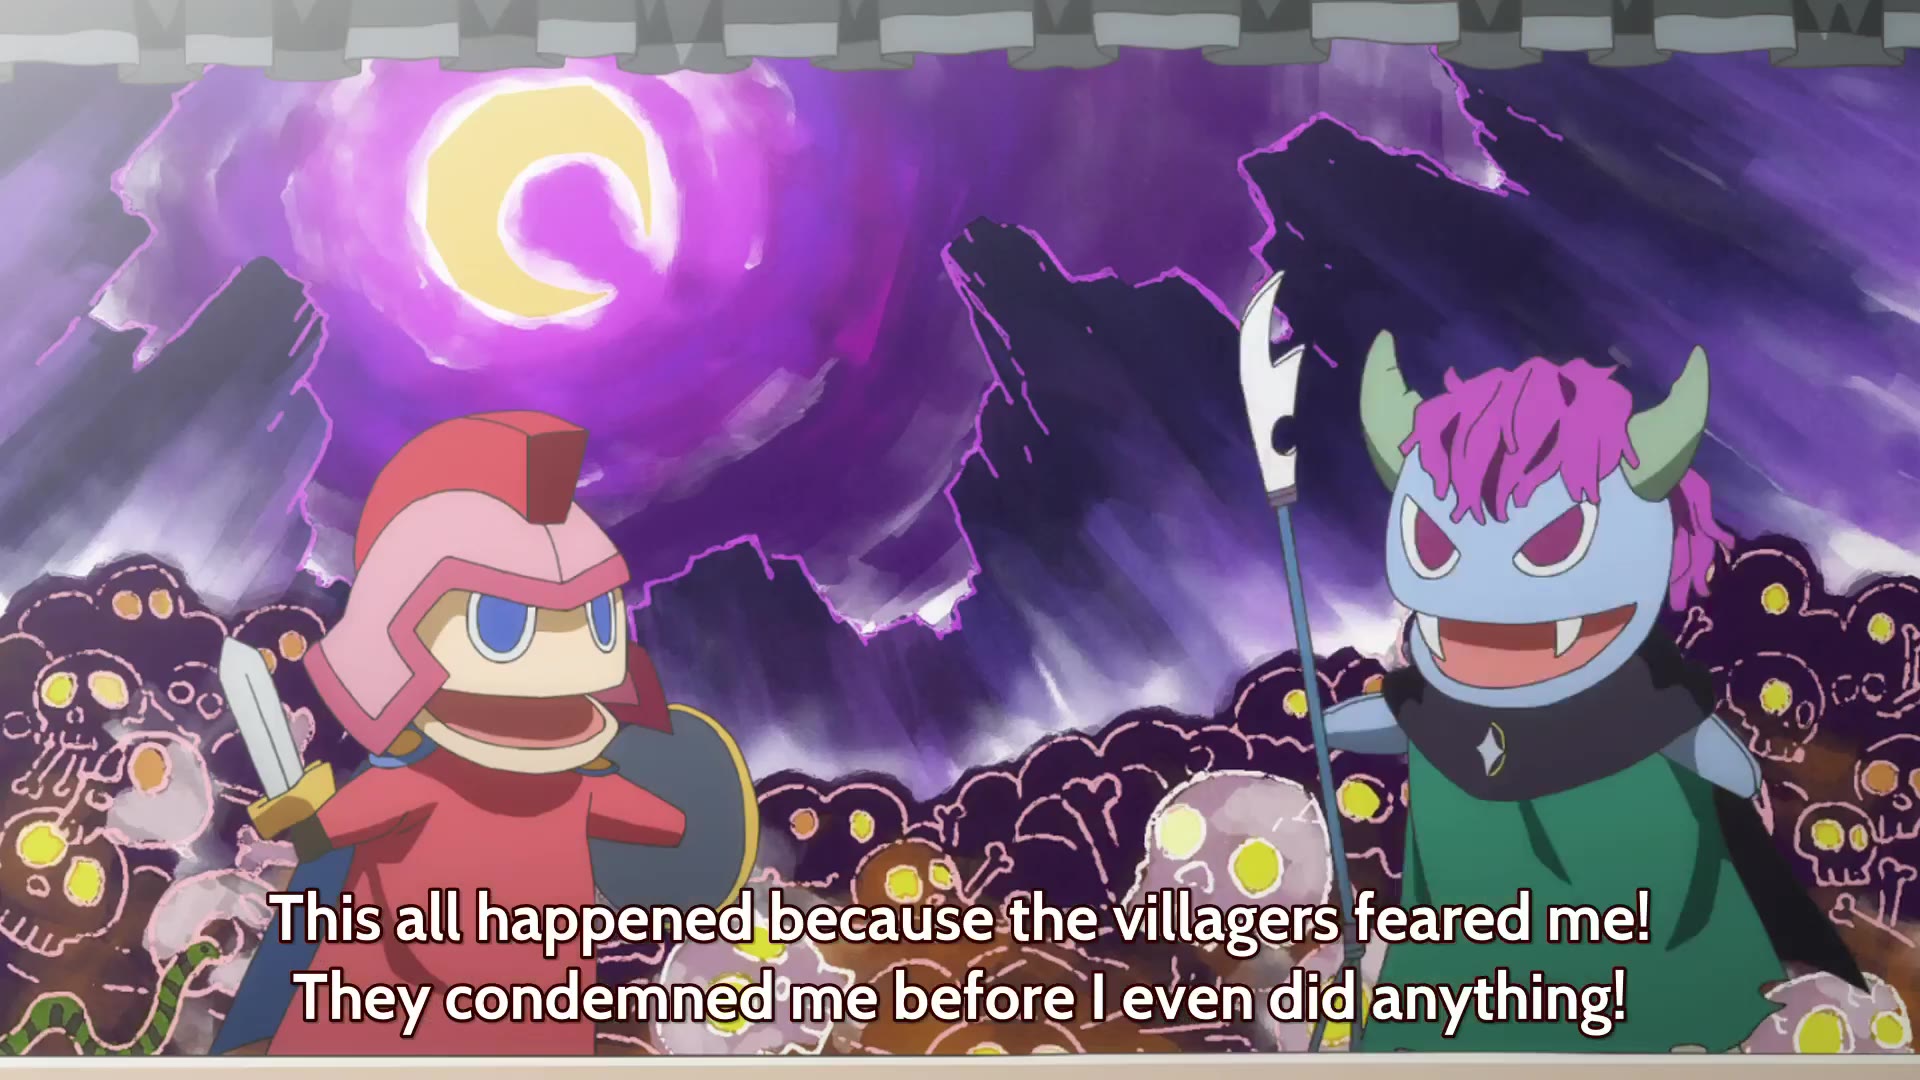 This all happened because the villagers feared me!
They condemned me before I even did anything!